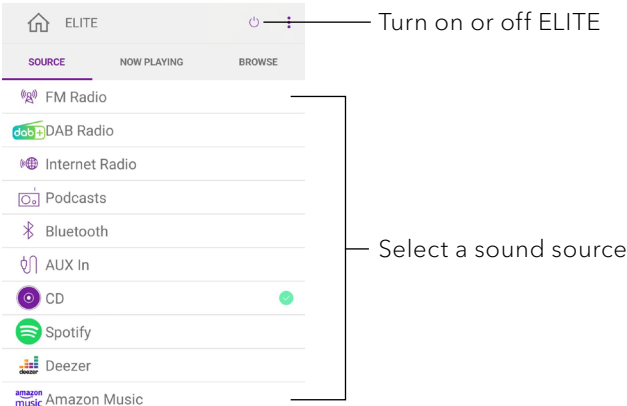 ELITE
Turn on or off ELITE
SOURCE NOW PLAYING BROWSE
FM Radio
dab+ DAB Radio
Internet Radio
Podcasts
Bluetooth
Select a sound source
AUX In
CD
Spotify
deezer Deezer
amazon music Amazon Music